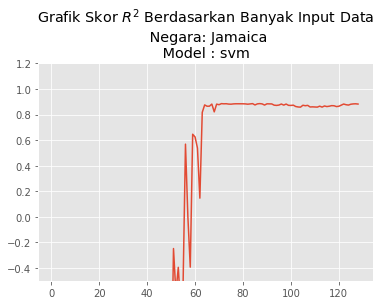 Grafik Skor R² Berdasarkan Banyak Input Data
Negara: Jamaica
Model : svm
1.2
1.0
0.8
0.6
0.4
0.2
0.0
−0.2
−0.4
0 20 40 60 80 100 120